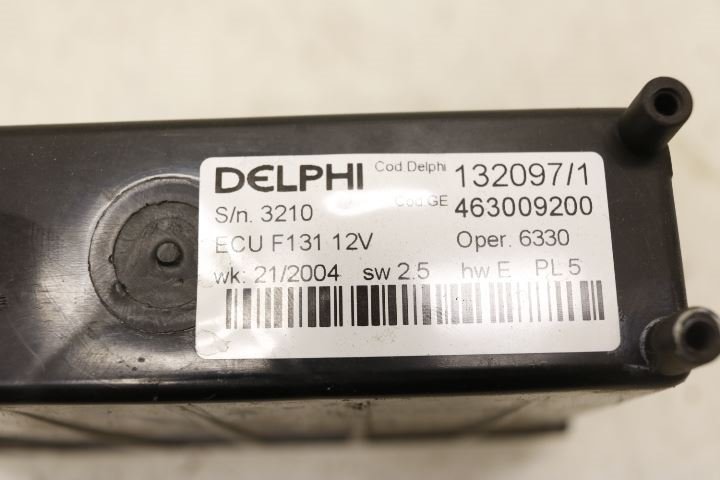 DELPHI Cod Delphi 132097/1
S/n. 3210 Cod GE 463009200
ECU F131 12V Oper. 6330
wk: 21/2004 sw 2.5 hw E PL 5